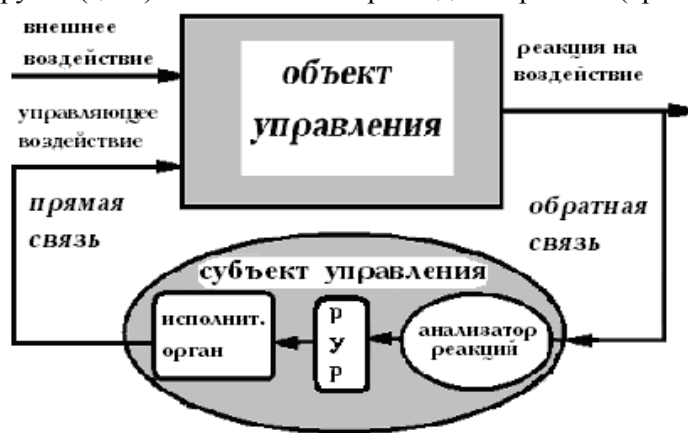 внешнее
воздействие
управляющее
воздействие
объект
управления
реакция на
воздействие
прямая
связь
обратная
связь
субъект управления
исполнит.
орган
Р
У
Р
анализатор
реакций